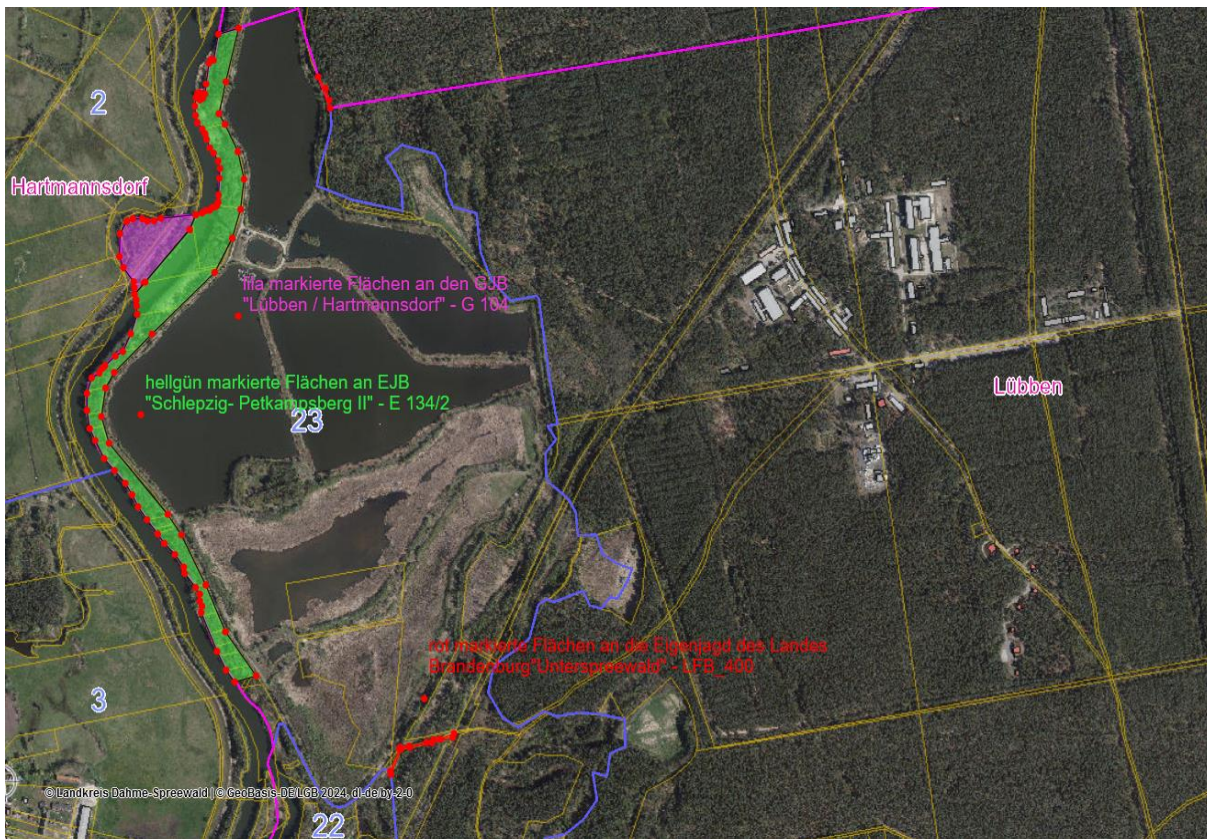 2
Hartmannsdorf
lila markierte Flächen an den GJB
"Lübben / Hartmannsdorf" - G 104
hellgün markierte Flächen an EJB
"Schlepzig- Petkampsberg II" - E 134/2
23
Lübben
rot markierte Flächen an die Eigenjagd des Landes
Brandenburg"Unterspreewald" - LFB_400
3
© Landkreis Dahme-Spreewald | © GeoBasis-DE/LGB 2024, dl-de/by-2-0
22